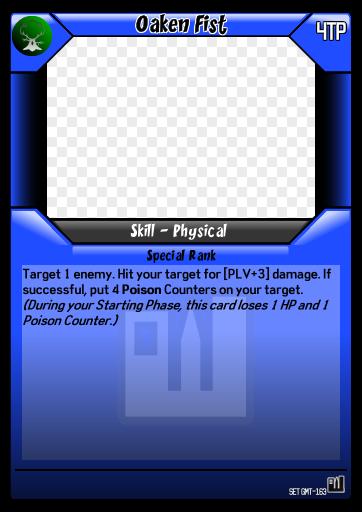 Oaken Fist
4TP
Skill - Physical
Special Rank
Target 1 enemy. Hit your target for [PLV+3] damage. If
successful, put 4 Poison Counters on your target.
(During your Starting Phase, this card loses 1 HP and 1
Poison Counter.)
SET GMT-163